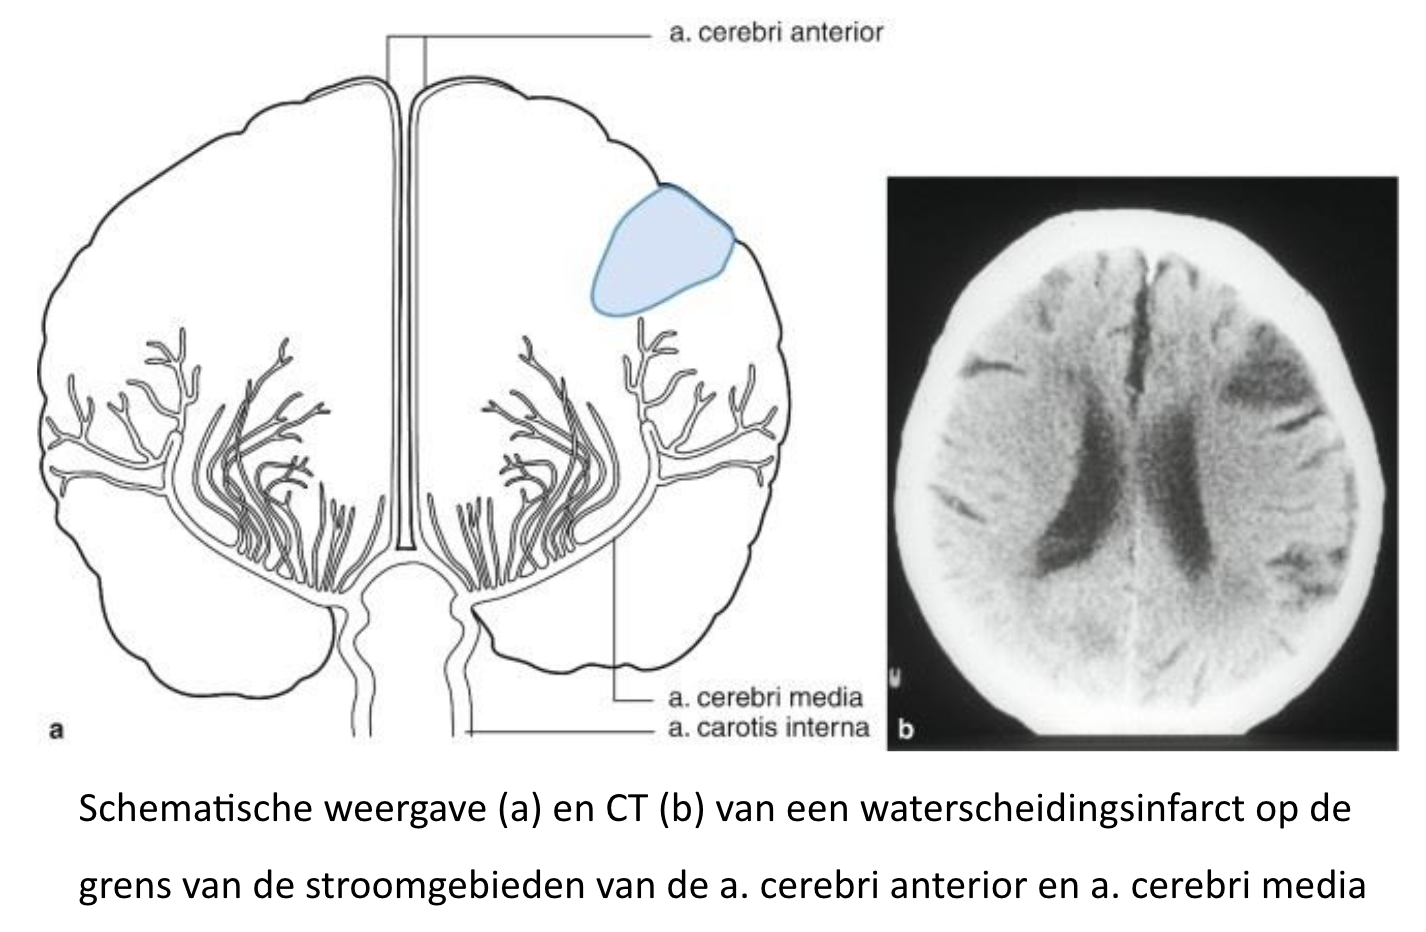 a. cerebri anterior
a. cerebri media
a. carotis interna
a
b
Schematische weergave (a) en CT (b) van een waterscheidingsinfarct op de
grens van de stroomgebieden van de a. cerebri anterior en a. cerebri media